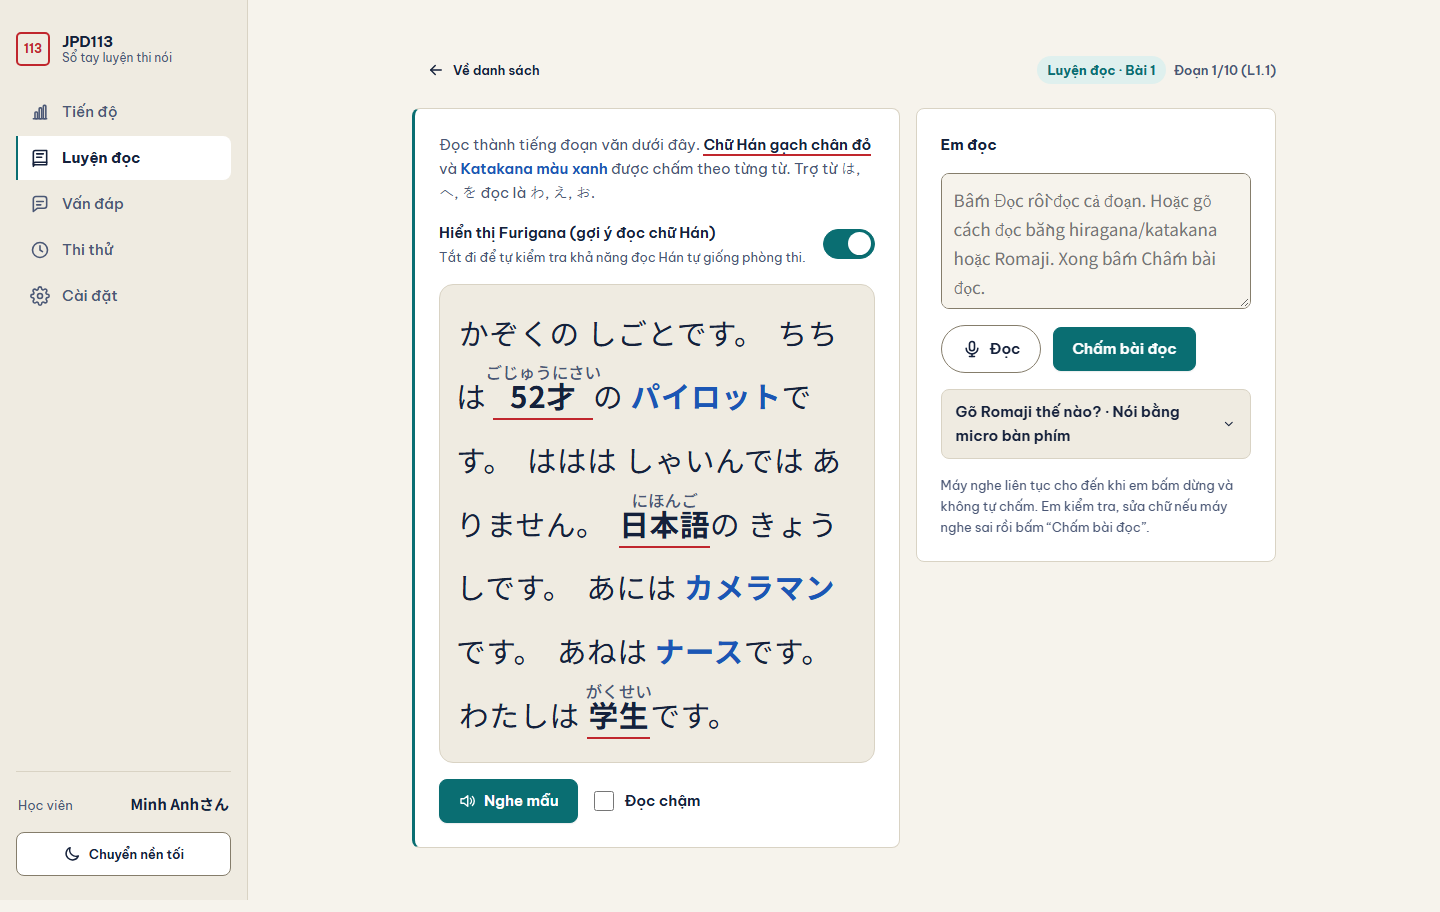 113
JPD113
Sổ tay luyện thi nói
Tiến độ
Luyện đọc
Vấn đáp
Thi thử
Cài đặt
Học viên
Minh Anhさん
Chuyển nền tối
Về danh sách
Luyện đọc · Bài 1
Đoạn 1/10 (L1.1)
Đọc thành tiếng đoạn văn dưới đây. Chữ Hán gạch chân đỏ
và Katakana màu xanh được chấm theo từng từ. Trợ từ は,
へ, を đọc là わ, え, お.
Hiển thị Furigana (gợi ý đọc chữ Hán)
Tắt đi để tự kiểm tra khả năng đọc Hán tự giống phòng thi.
かぞくの しごとです。 ちち
ごじゅうにさい
は 52才の パイロットで
す。 ははは しゃいんでは あ
にほんご
りません。 日本語の きょう
しです。 あには カメラマン
です。 あねは ナースです。
がくせい
わたしは 学生です。
Nghe mẫu
Đọc chậm
Em đọc
Bấm Đọc rồi đọc cả đoạn. Hoặc gõ
cách đọc bằng hiragana/katakana
hoặc Romaji. Xong bấm Chấm bài
đọc.
Đọc
Chấm bài đọc
Gõ Romaji thế nào? · Nói bằng
micro bàn phím
Máy nghe liên tục cho đến khi em bấm dừng và
không tự chấm. Em kiểm tra, sửa chữ nếu máy
nghe sai rồi bấm “Chấm bài đọc”.